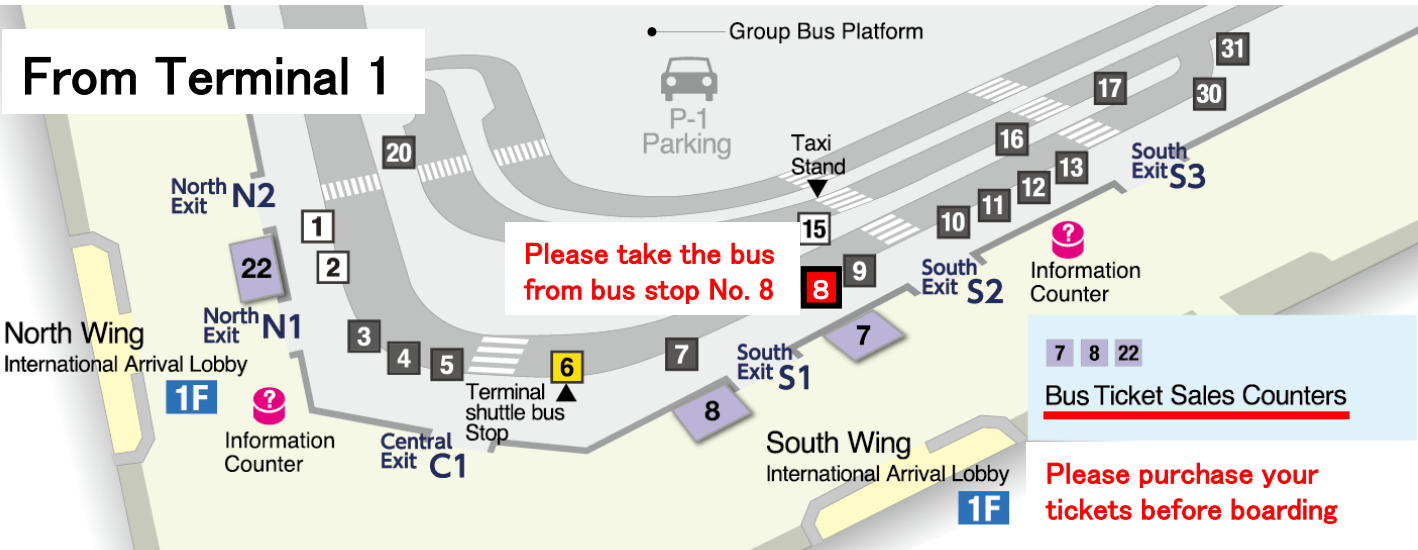 From Terminal 1
Group Bus Platform
P-1
Parking
31
30
17
16
13
12
11
10
9
20
Taxi
Stand
15
South
Exit S3
North
Exit N2
1
2
22
Please take the bus
from bus stop No. 8
8
South
Exit S2
?
Information
Counter
North
Exit N1
North Wing
International Arrival Lobby
1F
3
4
5
6
7
Terminal
shuttle bus
Stop
South
Exit S1
7
8
?
Information
Counter
Central
Exit C1
South Wing
International Arrival Lobby
1F
7 8 22
Bus Ticket Sales Counters
Please purchase your
tickets before boarding